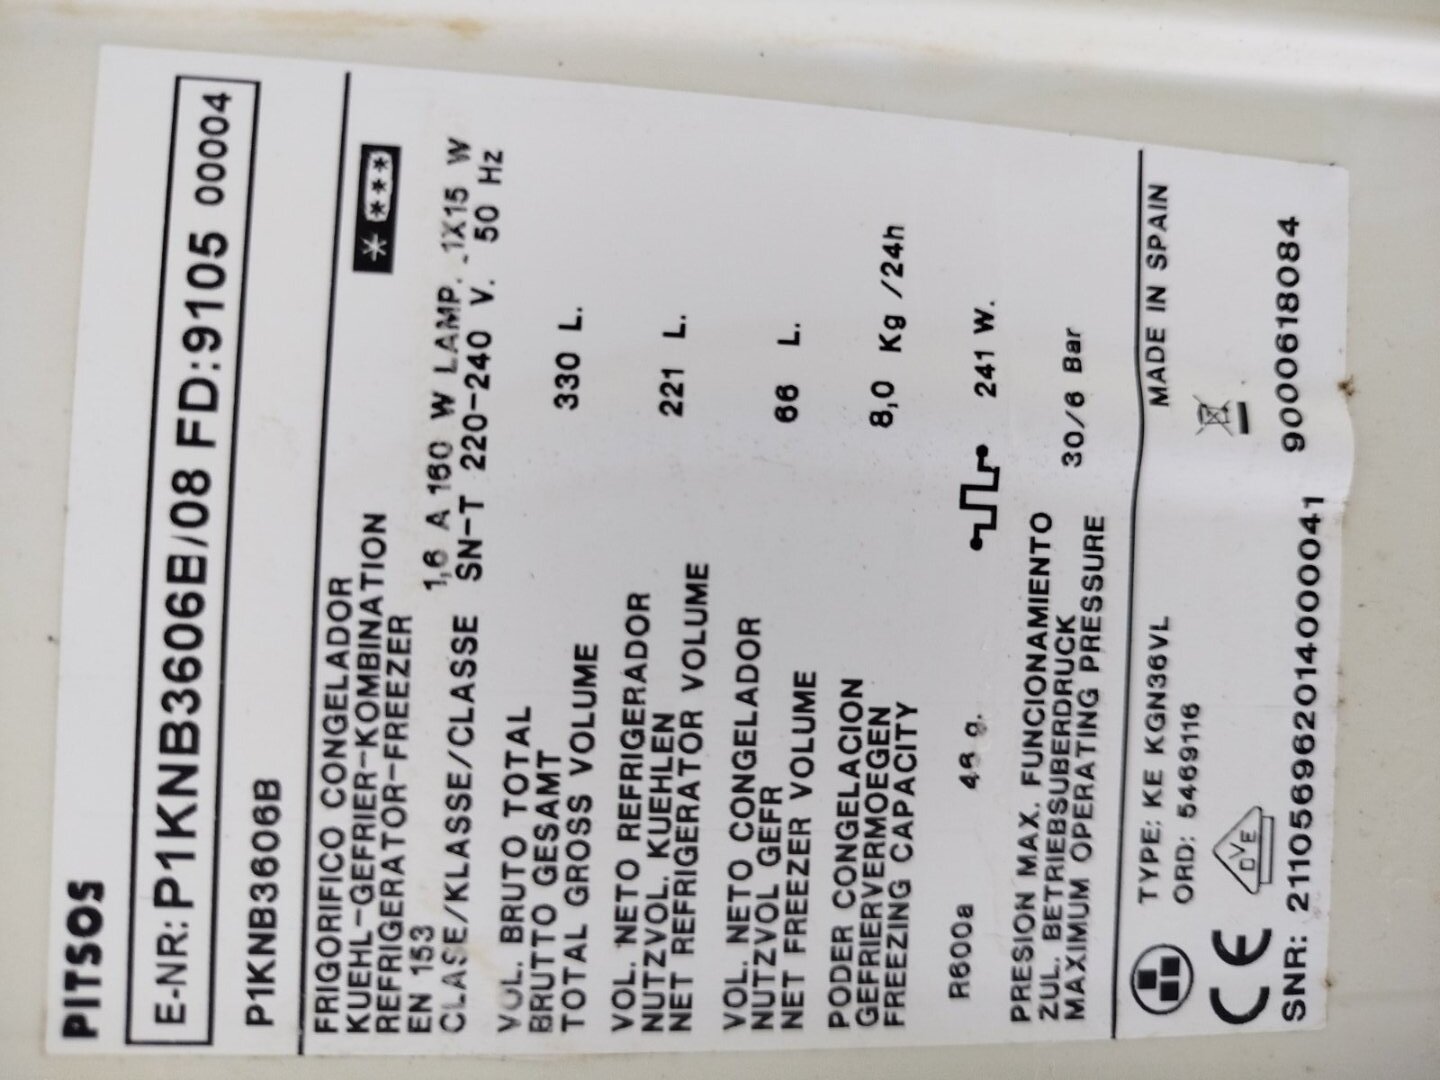 PITSOS
E-NR: P1KNB3606B/08 FD: 9105 00004
P1KNB3606B
FRIGORIFICO CONGELADOR
KUEHL-GEFRIER-KOMBINATION
REFRIGERATOR-FREEZER
EN 153 1,6 A 160 W LAMP. 1X15 W
CLASE/KLASSE/CLASSE SN-T 220-240 V. 50 Hz
VOL. BRUTO TOTAL
BRUTTO GESAMT 330 L.
TOTAL GROSS VOLUME
VOL. NETO REFRIGERADOR
NUTZVOL. KUEHLEN 221 L.
NET REFRIGERATOR VOLUME
VOL. NETO CONGELADOR
NUTZVOL GEFR 66 L.
NET FREEZER VOLUME
PODER CONGELACION
GEFRIERVERMOEGEN 8,0 Kg /24h
FREEZING CAPACITY
R600a 46 g. 241 W.
PRESION MAX. FUNCIONAMIENTO
ZUL. BETRIEBSUBERDRUCK 30/6 Bar
MAXIMUM OPERATING PRESSURE
TYPE: KE KGN36VL MADE IN SPAIN
ORD: 5469116
CE DVE
SNR: 211056962014000041 9000618084